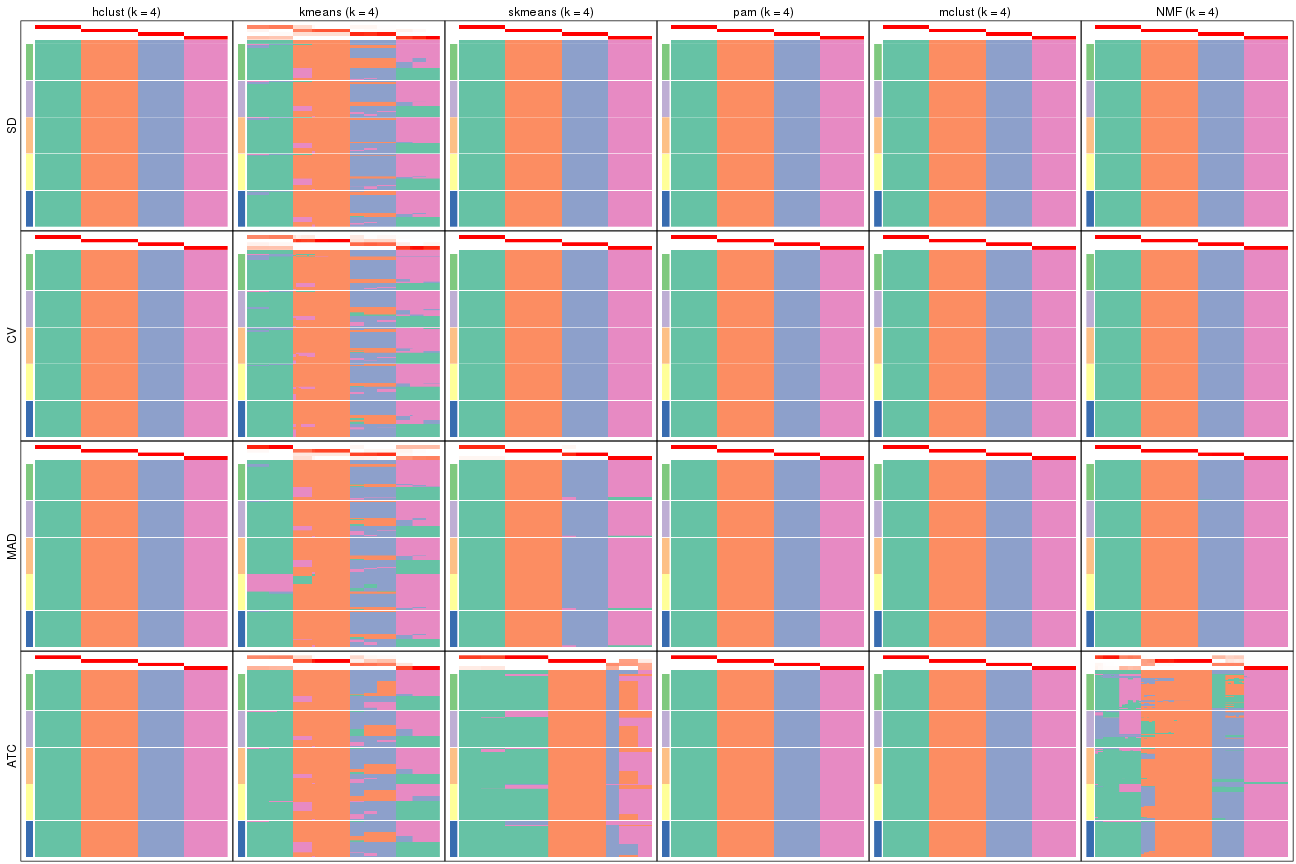 hclust (k = 4)
kmeans (k = 4)
skmeans (k = 4)
pam (k = 4)
mclust (k = 4)
NMF (k = 4)
SD
CV
MAD
ATC